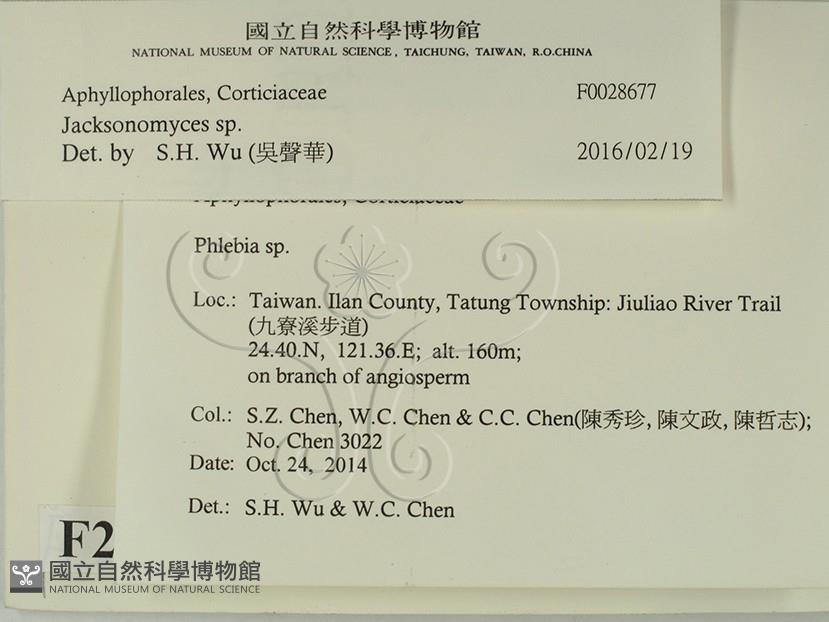 國立自然科學博物館
NATIONAL MUSEUM OF NATURAL SCIENCE, TAICHUNG, TAIWAN, R.O.CHINA
Aphyllophorales, Corticiaceae F0028677
Jacksonomyces sp.
Det. by S.H. Wu (吳聲華) 2016/02/19
Aphyllophorales, Corticiaceae
Phlebia sp.
Loc.: Taiwan. Ilan County, Tatung Township: Jiuliao River Trail
(九寮溪步道)
24.40.N, 121.36.E; alt. 160m;
on branch of angiosperm
Col.: S.Z. Chen, W.C. Chen & C.C. Chen(陳秀珍, 陳文政, 陳哲志);
No. Chen 3022
Date: Oct. 24, 2014
Det.: S.H. Wu & W.C. Chen
F2
國立自然科學博物館
NATIONAL MUSEUM OF NATURAL SCIENCE